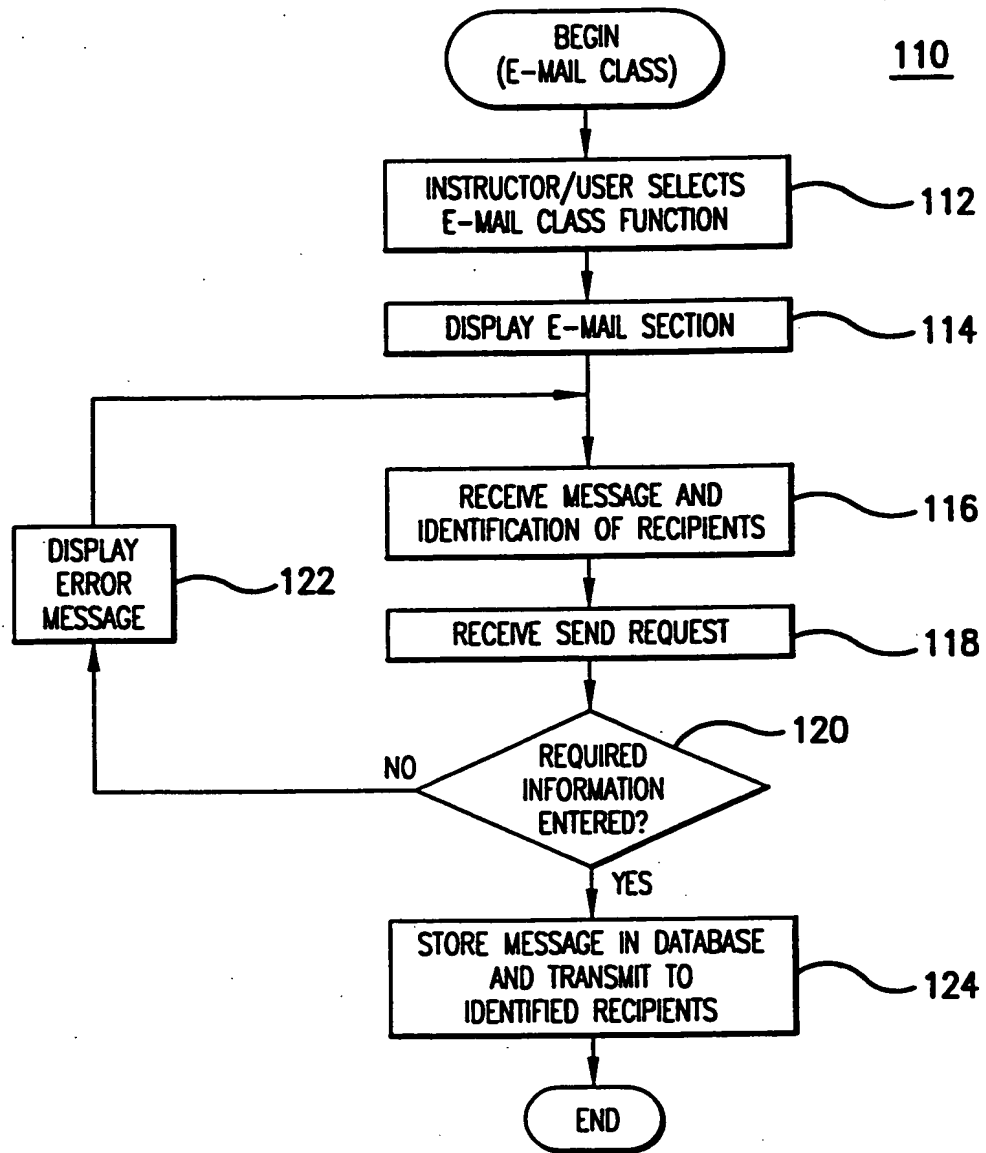 BEGIN
(E-MAIL CLASS)
110
INSTRUCTOR/USER SELECTS
E-MAIL CLASS FUNCTION
112
DISPLAY E-MAIL SECTION
114
RECEIVE MESSAGE AND
IDENTIFICATION OF RECIPIENTS
116
DISPLAY
ERROR
MESSAGE
122
RECEIVE SEND REQUEST
118
120
REQUIRED
INFORMATION
ENTERED?
NO
YES
STORE MESSAGE IN DATABASE
AND TRANSMIT TO
IDENTIFIED RECIPIENTS
124
END